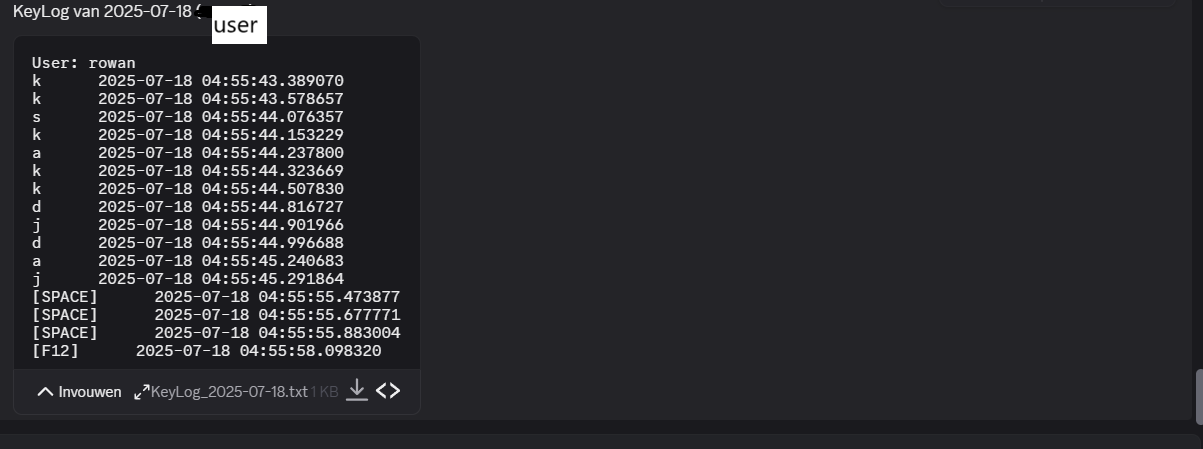 KeyLog van 2025-07-18
user
User: rowan
k 2025-07-18 04:55:43.389070
k 2025-07-18 04:55:43.578657
s 2025-07-18 04:55:44.076357
k 2025-07-18 04:55:44.153229
a 2025-07-18 04:55:44.237800
k 2025-07-18 04:55:44.323669
k 2025-07-18 04:55:44.507830
d 2025-07-18 04:55:44.816727
j 2025-07-18 04:55:44.901966
d 2025-07-18 04:55:44.996688
a 2025-07-18 04:55:45.240683
j 2025-07-18 04:55:45.291864
[SPACE] 2025-07-18 04:55:55.473877
[SPACE] 2025-07-18 04:55:55.677771
[SPACE] 2025-07-18 04:55:55.883004
[F12] 2025-07-18 04:55:58.098320
Invouwen KeyLog_2025-07-18.txt 1 KB